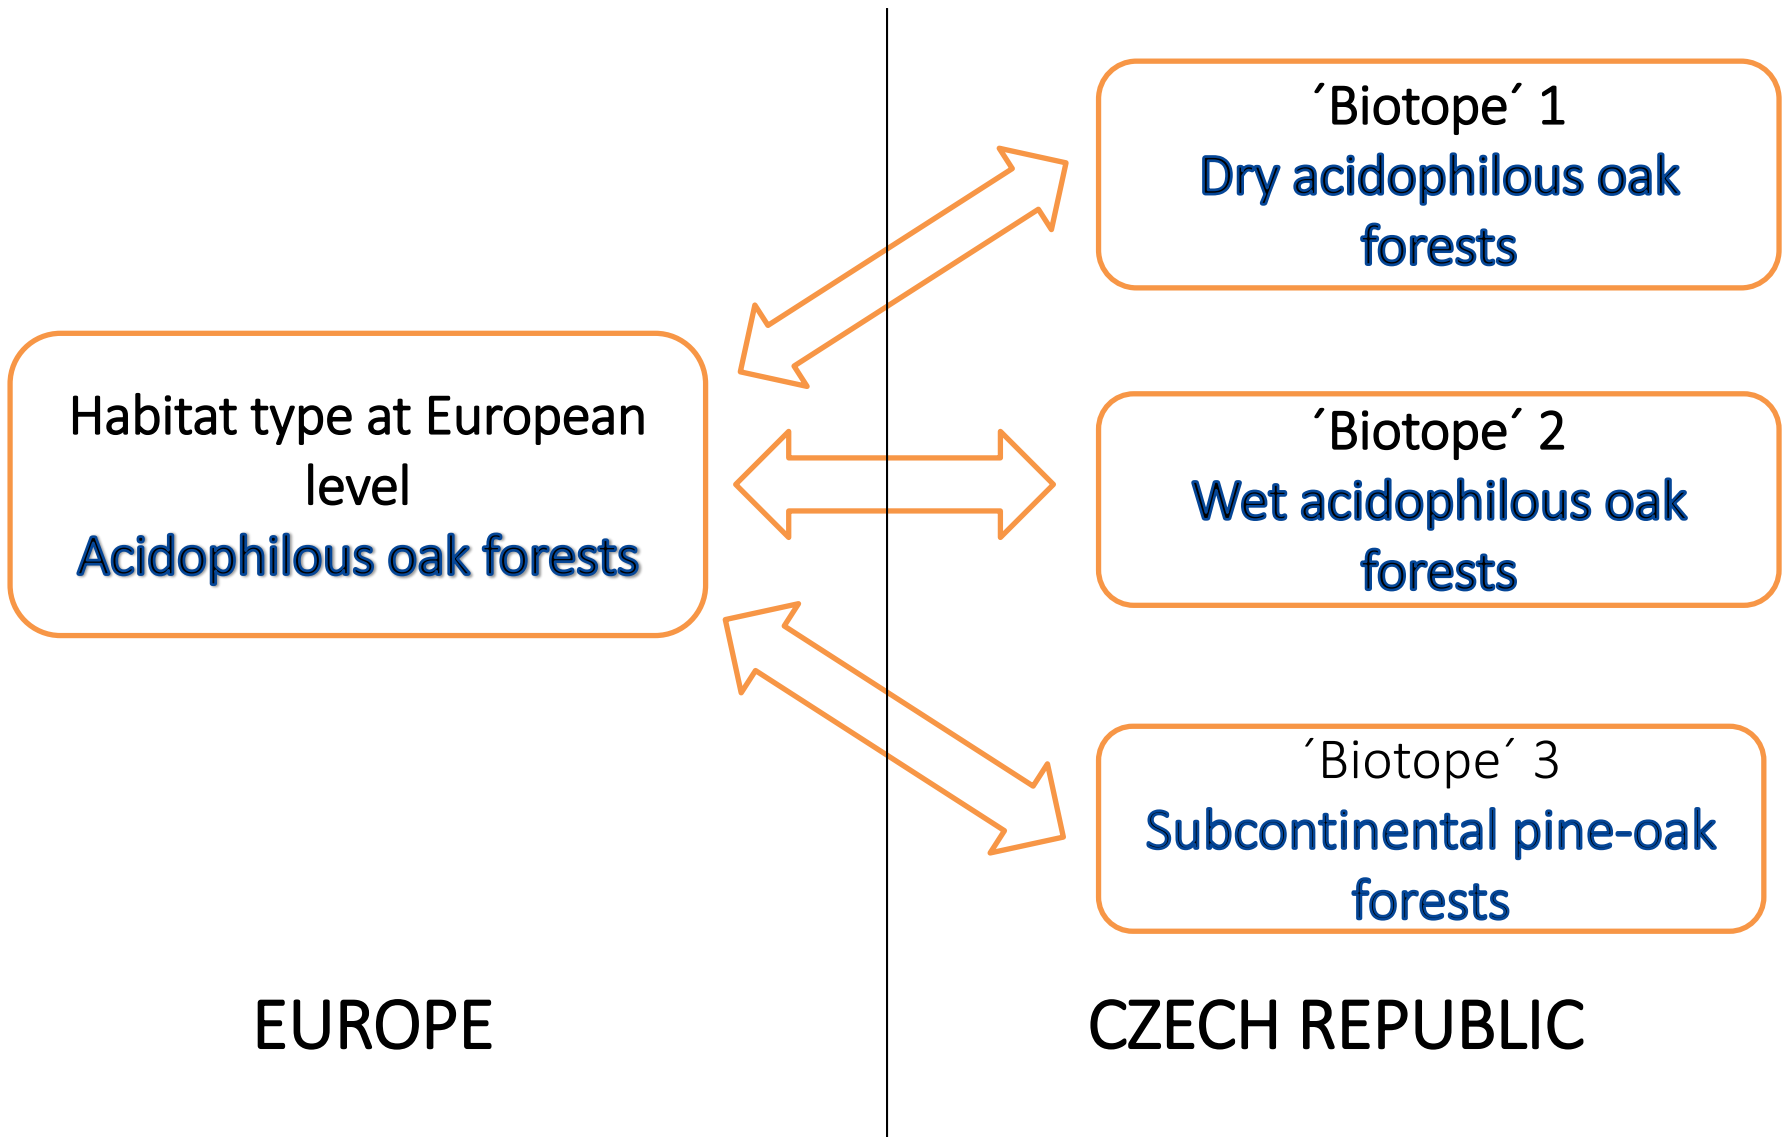 Habitat type at European
level
Acidophilous oak forests
EUROPE
´Biotope´ 1
Dry acidophilous oak
forests
´Biotope´ 2
Wet acidophilous oak
forests
´Biotope´ 3
Subcontinental pine-oak
forests
CZECH REPUBLIC